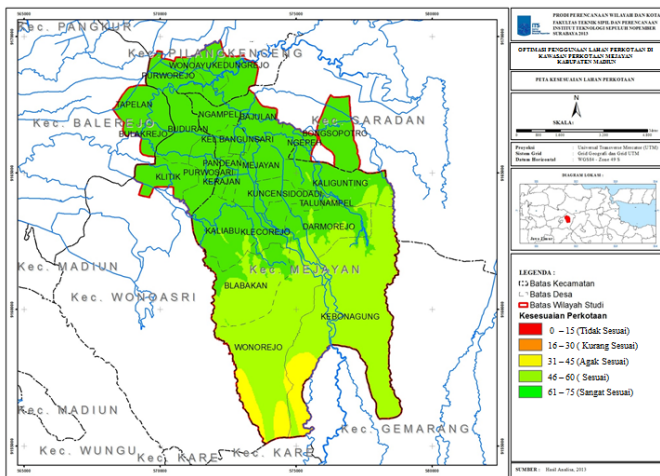 Kec. PANGKUR
Kec. PILANGKENCENG
WONOAYU
KEDUNGREJO
PURWOREJO
TAPELAN
Kec. BALEREJO
Kec. SARADAN
NGAMPEL
BAJULAN
BULAKREJO
BUDURAN
KEL.BANGUNSARI
NGEPEH
BONGSOPOTRO
PANDEAN
MEJAYAN
KLITIK
PURWOSARI
KERAJAN
KALIGUNTING
KUNCEN
SIDODADI
TALUNAMPEL
KALIABU
KLECOREJO
DARMOREJO
Kec. MADIUN
Kec. MEJAYAN
BLABAKAN
Kec. WONOASRI
KEBONAGUNG
WONOREJO
Kec. MADIUN
Kec. GEMARANG
Kec. WUNGU
Kec. KARE
Kec. KARE
ITS
PRODI PERENCANAAN WILAYAH DAN KOTA
FAKULTAS TEKNIK SIPIL DAN PERENCANAAN
INSTITUT TEKNOLOGI SEPULUH NOPEMBER
SURABAYA 2013
OPTIMASI PENGGUNAAN LAHAN PERKOTAAN DI
KAWASAN PERKOTAAN MEJAYAN
KABUPATEN MADIUN
PETA KESESUAIAN LAHAN PERKOTAAN
N
SKALA:
Proyeksi : Universal Transverse Mercator (UTM)
Sistem Grid : Grid Geografi dan Grid UTM
Datum Horizontal : WGS84 - Zone 49 S
DIAGRAM LOKASI :
LEGENDA :
Batas Kecamatan
Batas Desa
Batas Wilayah Studi
Kesesuaian Perkotaan
0 – 15 (Tidak Sesuai)
16 – 30 ( Kurang Sesuai)
31 – 45 (Agak Sesuai)
46 – 60 ( Sesuai)
61 – 75 (Sangat Sesuai)
SUMBER : Hasil Analisa, 2013